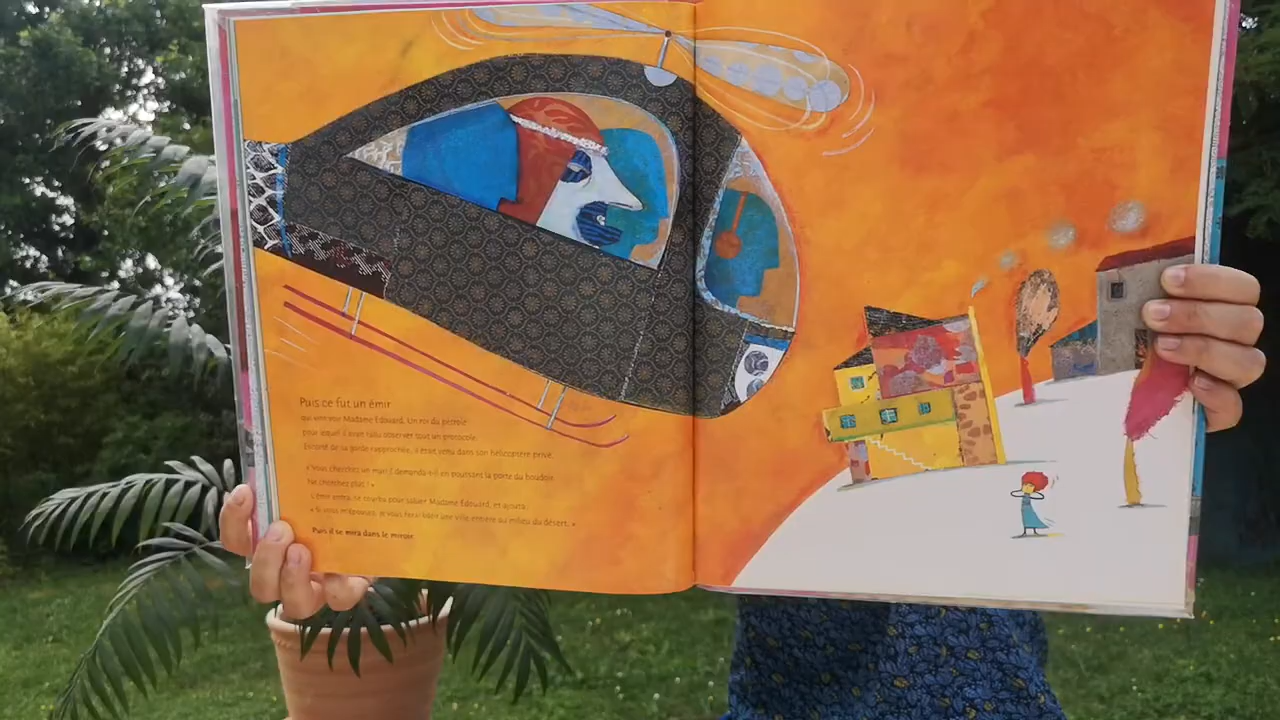 Puis ce fut un émir
qui vint voir Madame Édouard. Un roi du pétrole
pour lequel il avait fallu observer tout un protocole.
Escorté de sa garde rapprochée, il était venu dans son hélicoptère privé.
« Vous cherchez un mari ? demanda-t-il en poussant la porte du boudoir.
Ne cherchez plus ! »
L'émir entra, se courba pour saluer Madame Édouard, et ajouta :
« Si vous m'épousez, je vous ferai bâtir une ville entière au milieu du désert. »
Puis il se mira dans le miroir.